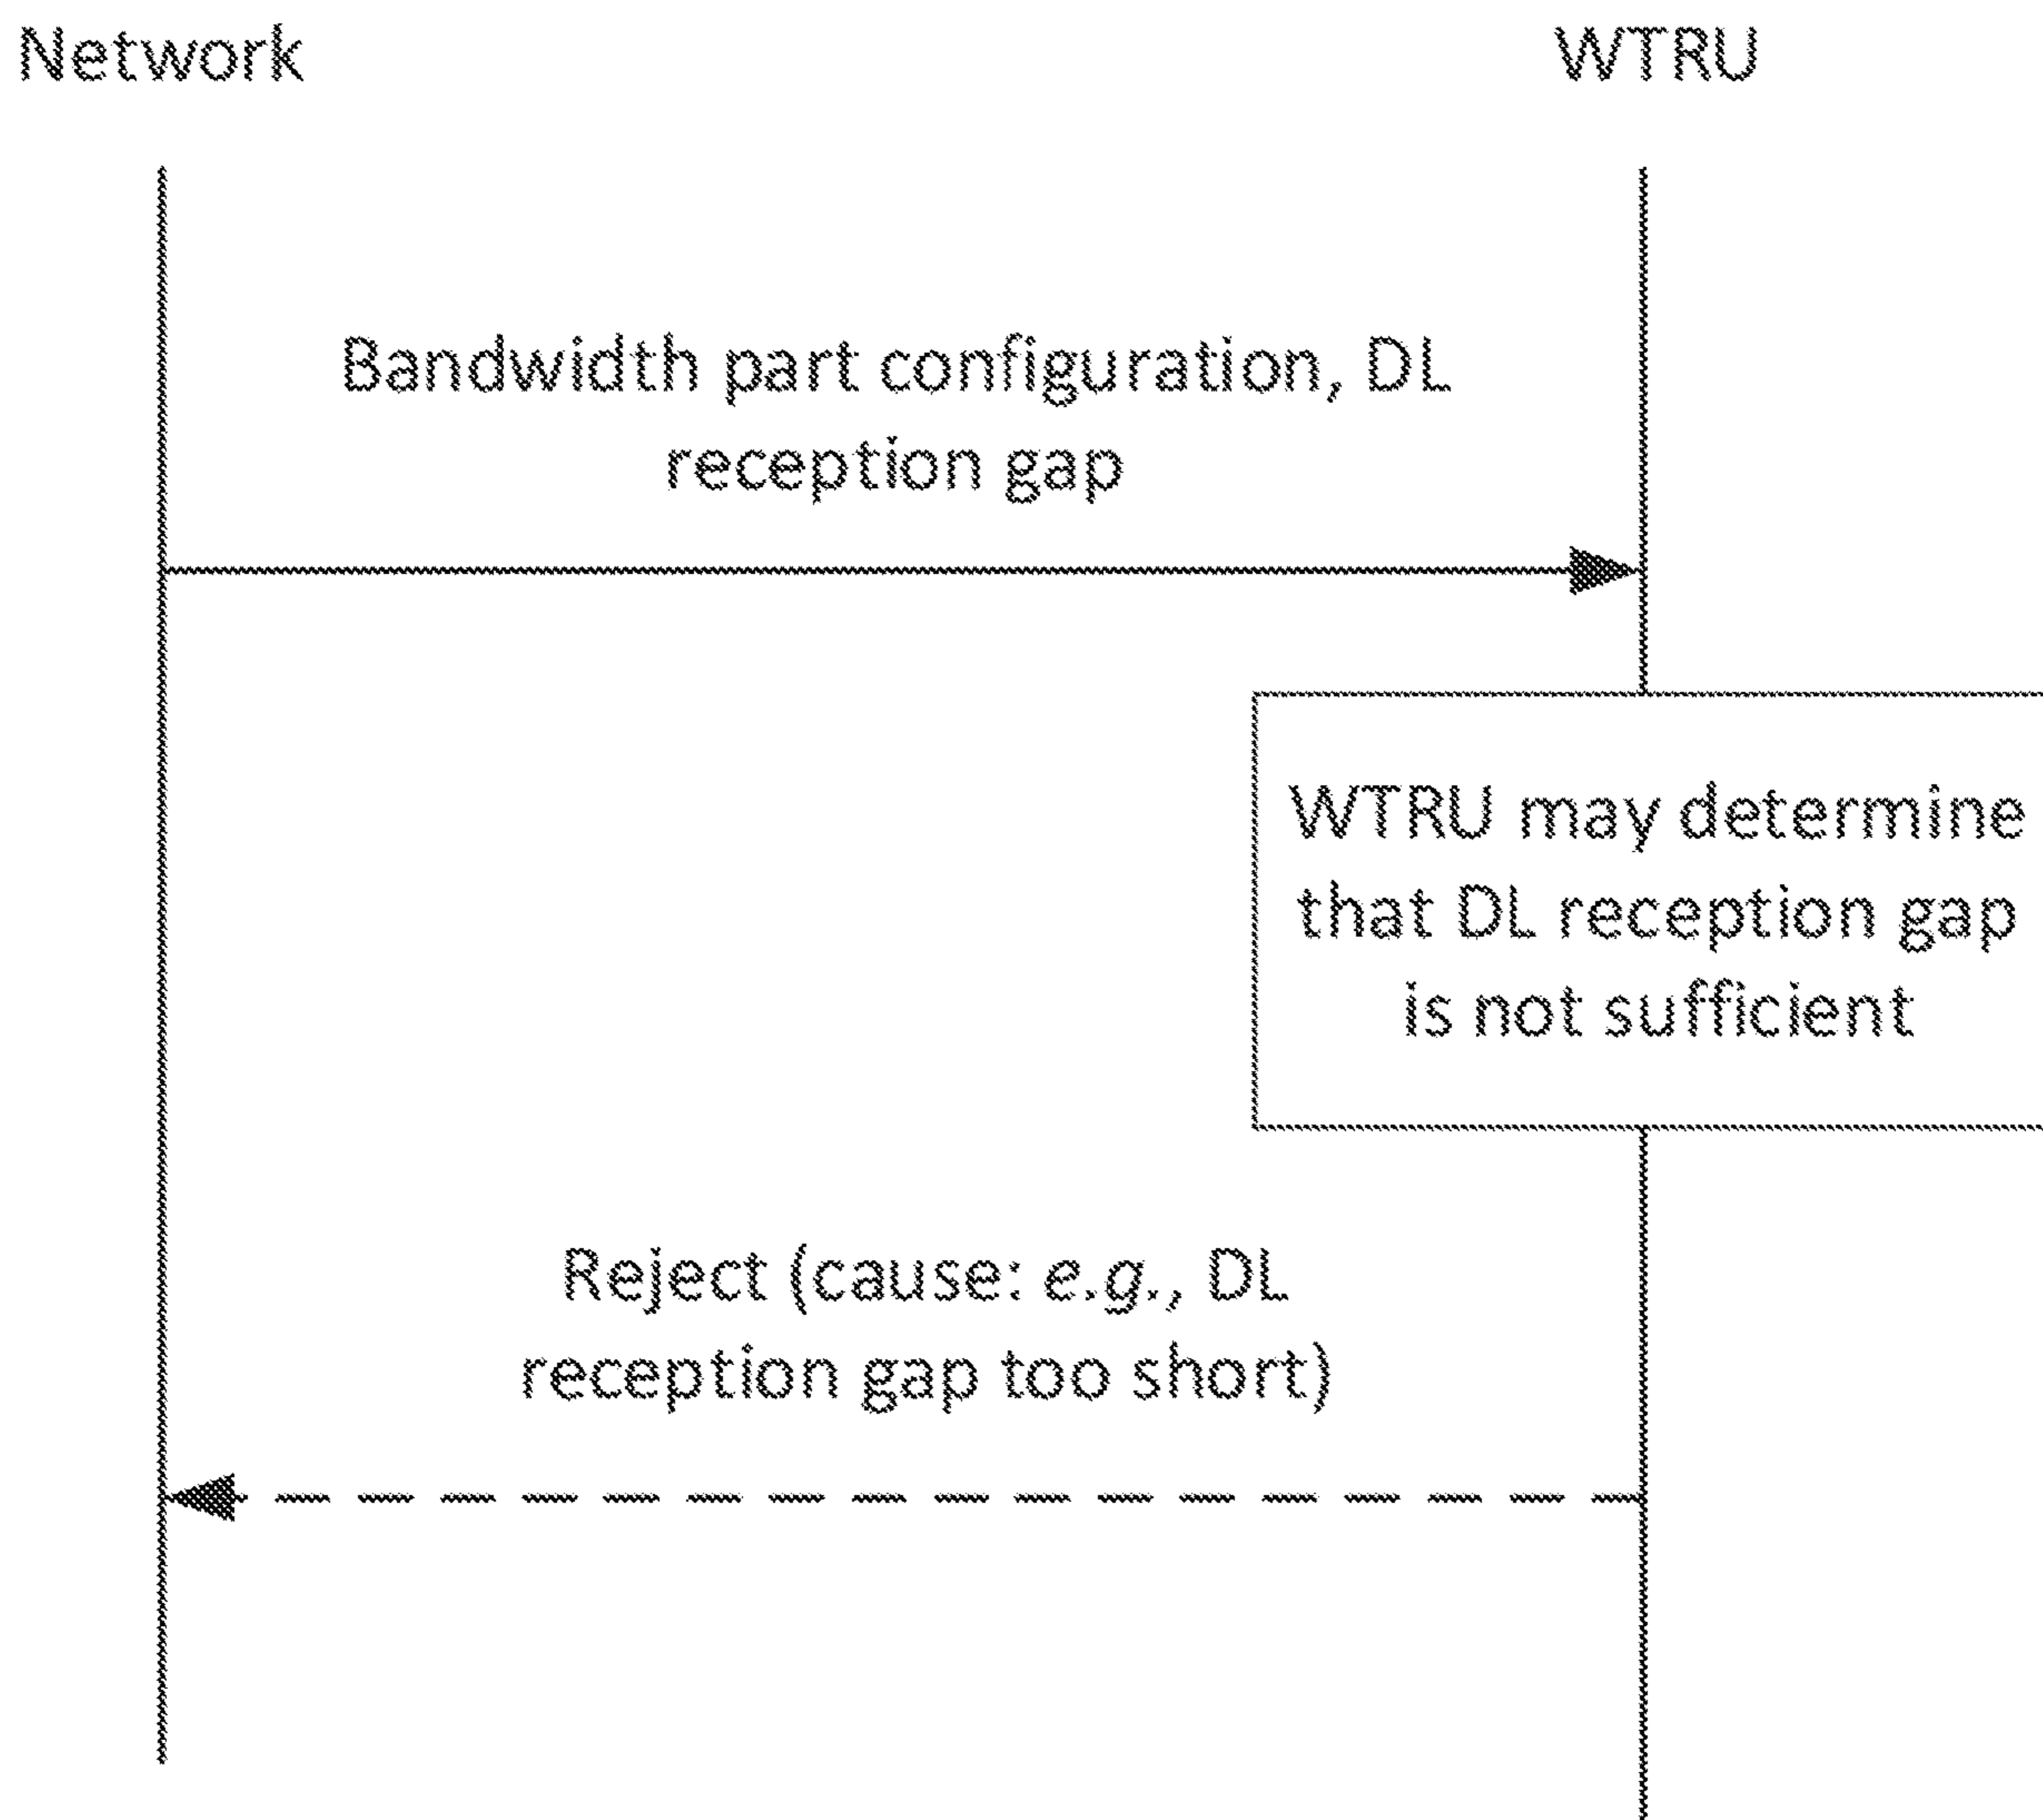 Network
WTRU
Bandwidth part configuration, DL
reception gap
WTRU may determine
that DL reception gap
is not sufficient
Reject (cause: e.g., DL
reception gap too short)